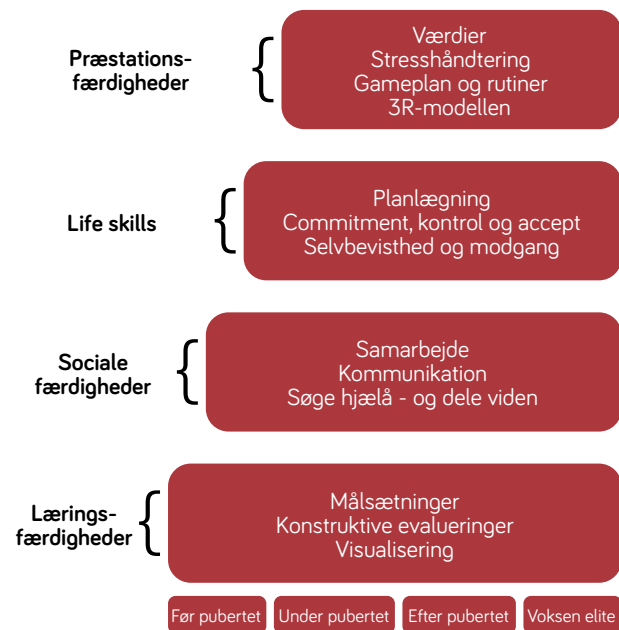 Præstations-
færdigheder
Værdier
Stresshåndtering
Gameplan og rutiner
3R-modellen
Life skills
Planlægning
Commitment, kontrol og accept
Selvbevisthed og modgang
Sociale
færdigheder
Samarbejde
Kommunikation
Søge hjælå - og dele viden
Lærings-
færdigheder
Målsætninger
Konstruktive evalueringer
Visualisering
Før pubertet
Under pubertet
Efter pubertet
Voksen elite